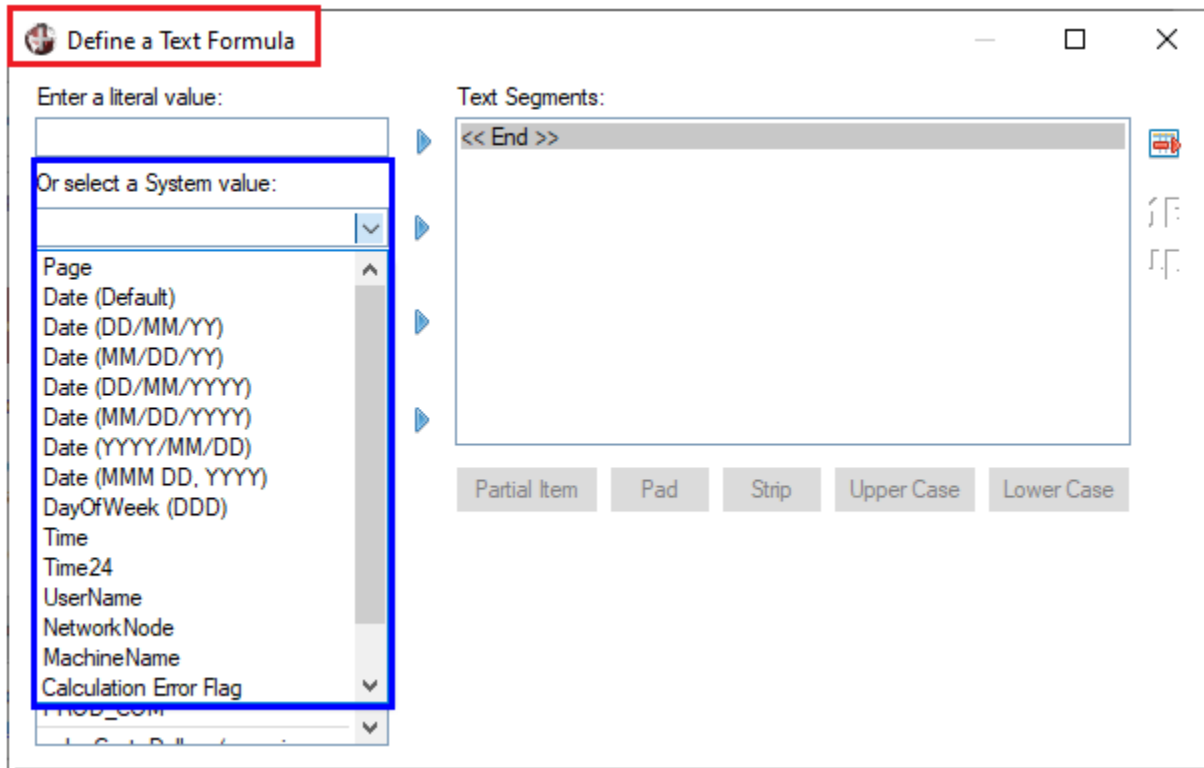 Define a Text Formula
Enter a literal value:
Text Segments:
<< End >>
Or select a System value:
Page
Date (Default)
Date (DD/MM/YY)
Date (MM/DD/YY)
Date (DD/MM/YYYY)
Date (MM/DD/YYYY)
Date (YYYY/MM/DD)
Date (MMM DD, YYYY)
DayOfWeek (DDD)
Time
Time24
UserName
NetworkNode
MachineName
Calculation Error Flag
Partial Item Pad Strip Upper Case Lower Case